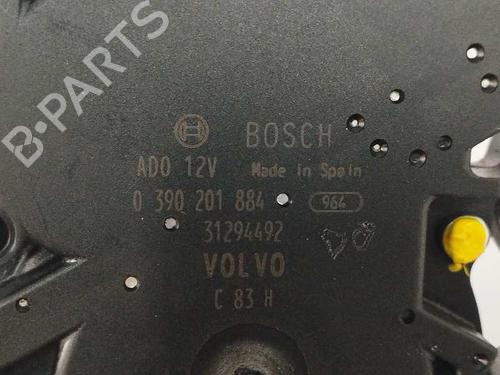 B-PARTS
BOSCH
ADO 12V Made in Spain
0 390 201 884 964
31294492
VOLVO
C 83 H